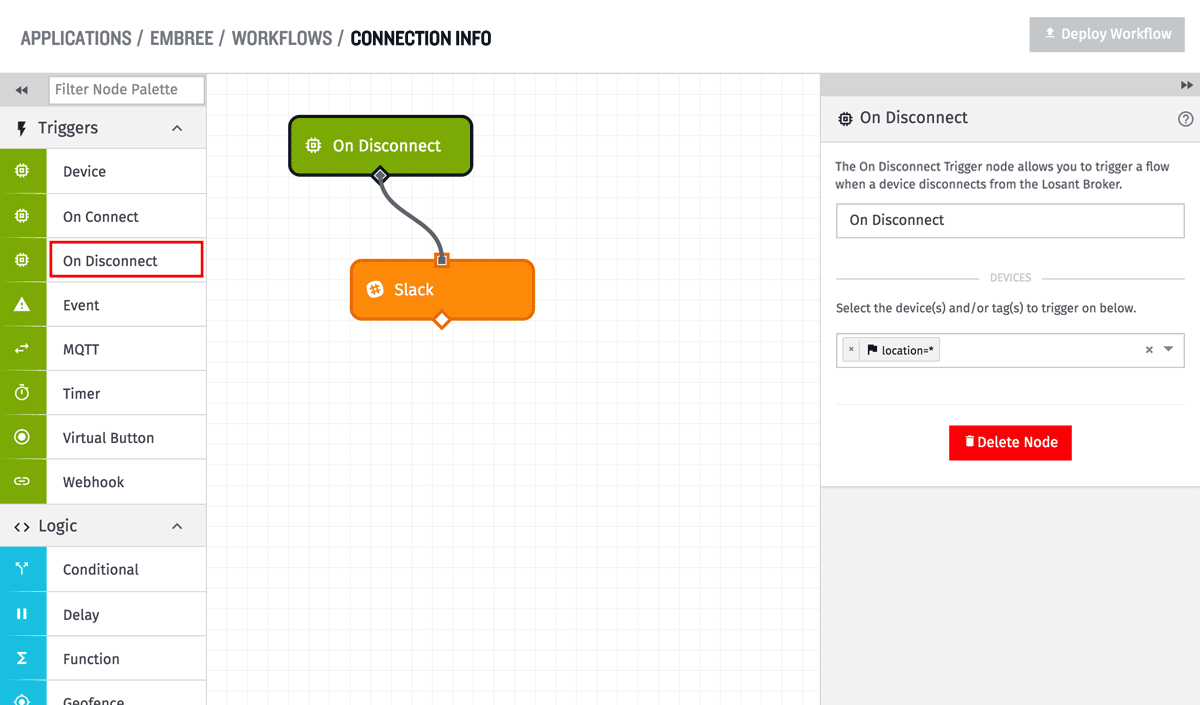 APPLICATIONS / EMBREE / WORKFLOWS / CONNECTION INFO
Deploy Workflow
Filter Node Palette
Triggers
Device
On Connect
On Disconnect
Event
MQTT
Timer
Virtual Button
Webhook
Logic
Conditional
Delay
Function
Geofence
On Disconnect
Slack
On Disconnect
The On Disconnect Trigger node allows you to trigger a flow
when a device disconnects from the Losant Broker.
On Disconnect
DEVICES
Select the device(s) and/or tag(s) to trigger on below.
× location=* ×
Delete Node